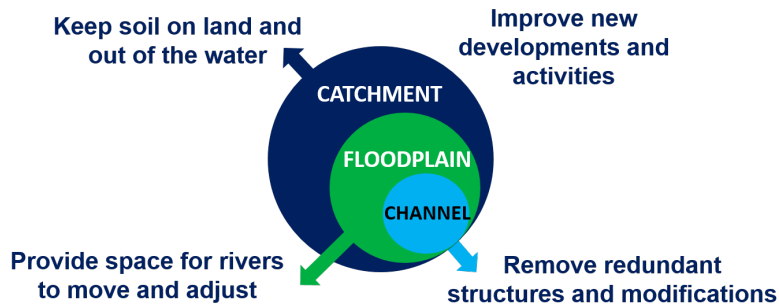 Keep soil on land and
out of the water
Improve new
developments and
activities
CATCHMENT
FLOODPLAIN
CHANNEL
Provide space for rivers
to move and adjust
Remove redundant
structures and modifications